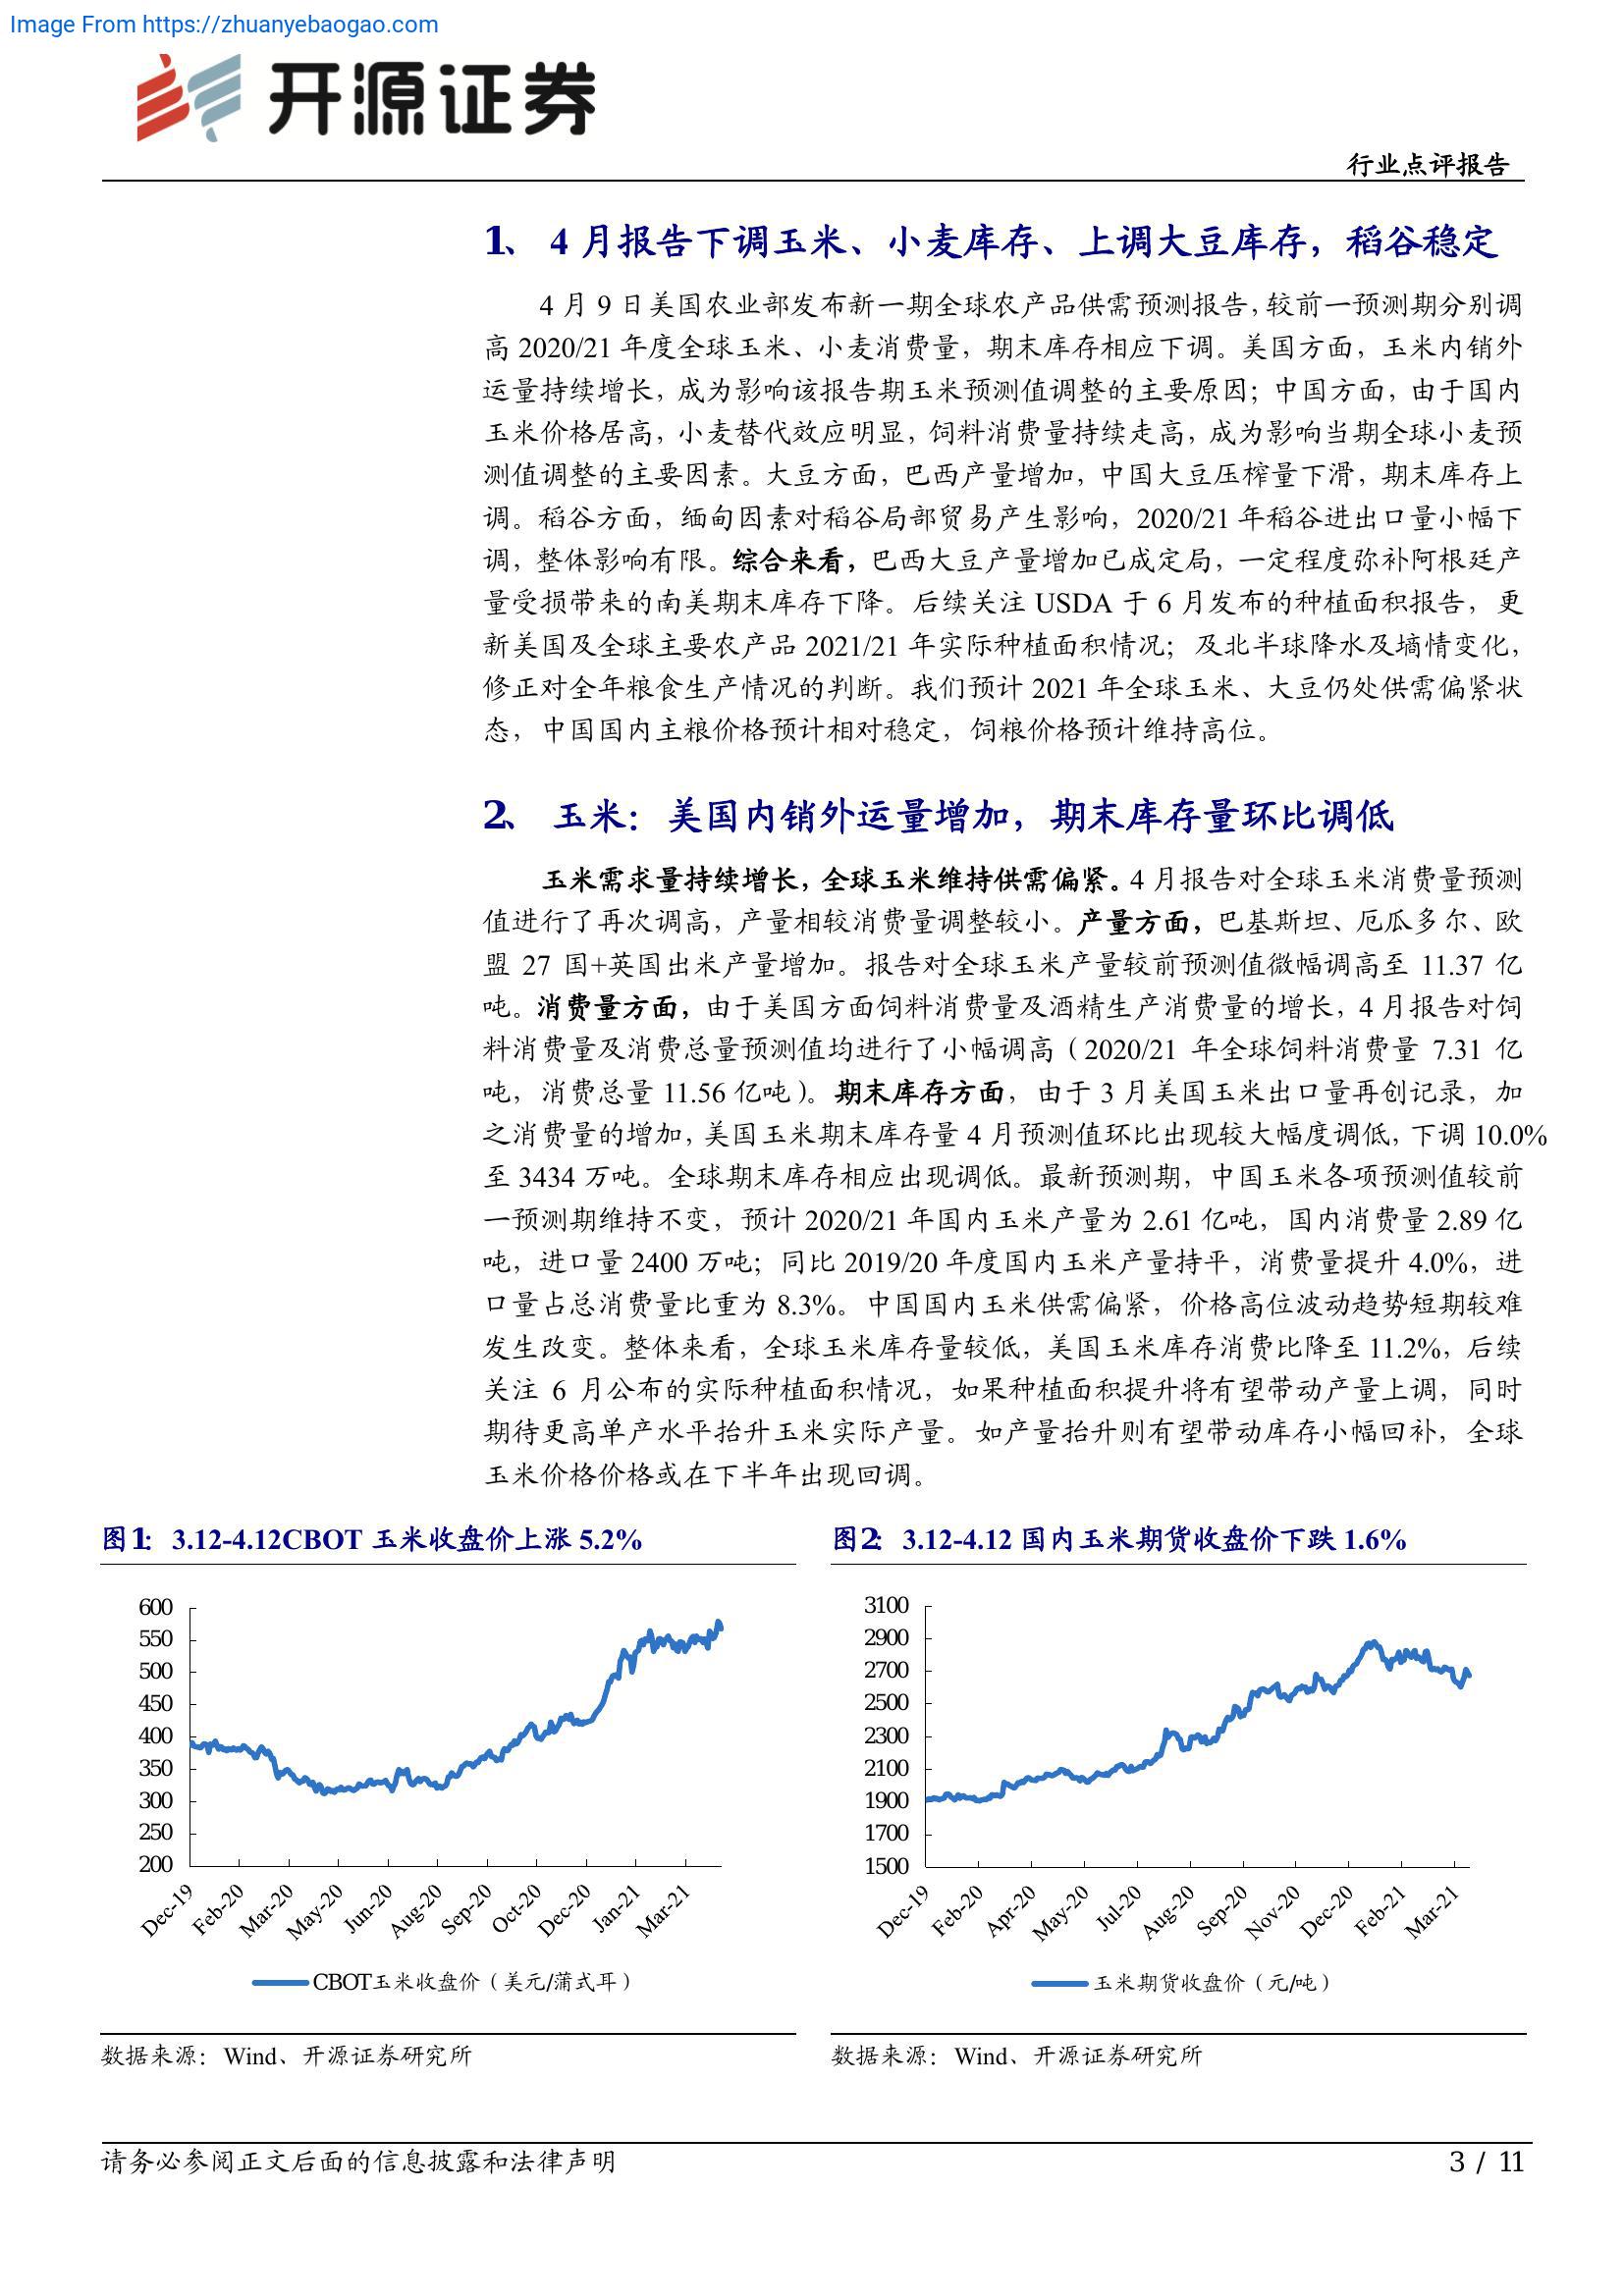 Image From https://zhuanyebaogao.com
开源证券
行业点评报告
1、 4 月报告下调玉米、小麦库存、上调大豆库存，稻谷稳定
4 月 9 日美国农业部发布新一期全球农产品供需预测报告，较前一预测期分别调
高 2020/21 年度全球玉米、小麦消费量，期末库存相应下调。美国方面，玉米内销外
运量持续增长，成为影响该报告期玉米预测值调整的主要原因；中国方面，由于国内
玉米价格居高，小麦替代效应明显，饲料消费量持续走高，成为影响当期全球小麦预
测值调整的主要因素。大豆方面，巴西产量增加，中国大豆压榨量下滑，期末库存上
调。稻谷方面，缅甸因素对稻谷局部贸易产生影响，2020/21 年稻谷进出口量小幅下
调，整体影响有限。综合来看，巴西大豆产量增加已成定局，一定程度弥补阿根廷产
量受损带来的南美期末库存下降。后续关注 USDA 于 6 月发布的种植面积报告，更
新美国及全球主要农产品 2021/21 年实际种植面积情况；及北半球降水及墒情变化，
修正对全年粮食生产情况的判断。我们预计 2021 年全球玉米、大豆仍处供需偏紧状
态，中国国内主粮价格预计相对稳定，饲粮价格预计维持高位。
2、 玉米：美国内销外运量增加，期末库存量环比调低
玉米需求量持续增长，全球玉米维持供需偏紧。4 月报告对全球玉米消费量预测
值进行了再次调高，产量相较消费量调整较小。产量方面，巴基斯坦、厄瓜多尔、欧
盟 27 国+英国出米产量增加。报告对全球玉米产量较前预测值微幅调高至 11.37 亿
吨。消费量方面，由于美国方面饲料消费量及酒精生产消费量的增长，4 月报告对饲
料消费量及消费总量预测值均进行了小幅调高（2020/21 年全球饲料消费量 7.31 亿
吨，消费总量 11.56 亿吨）。期末库存方面，由于 3 月美国玉米出口量再创记录，加
之消费量的增加，美国玉米期末库存量 4 月预测值环比出现较大幅度调低，下调 10.0%
至 3434 万吨。全球期末库存相应出现调低。最新预测期，中国玉米各项预测值较前
一预测期维持不变，预计 2020/21 年国内玉米产量为 2.61 亿吨，国内消费量 2.89 亿
吨，进口量 2400 万吨；同比 2019/20 年度国内玉米产量持平，消费量提升 4.0%，进
口量占总消费量比重为 8.3%。中国国内玉米供需偏紧，价格高位波动趋势短期较难
发生改变。整体来看，全球玉米库存量较低，美国玉米库存消费比降至 11.2%，后续
关注 6 月公布的实际种植面积情况，如果种植面积提升将有望带动产量上调，同时
期待更高单产水平抬升玉米实际产量。如产量抬升则有望带动库存小幅回补，全球
玉米价格价格或在下半年出现回调。
图1： 3.12-4.12CBOT 玉米收盘价上涨 5.2%
600
550
500
450
400
350
300
250
200
Dec-19
Feb-20
Mar-20
May-20
Jun-20
Aug-20
Sep-20
Oct-20
Dec-20
Jan-21
Mar-21
CBOT玉米收盘价（美元/蒲式耳）
数据来源：Wind、开源证券研究所
图2： 3.12-4.12 国内玉米期货收盘价下跌 1.6%
3100
2900
2700
2500
2300
2100
1900
1700
1500
Dec-19
Feb-20
Apr-20
May-20
Jul-20
Aug-20
Sep-20
Nov-20
Dec-20
Feb-21
Mar-21
玉米期货收盘价（元/吨）
数据来源：Wind、开源证券研究所
请务必参阅正文后面的信息披露和法律声明
3 / 11